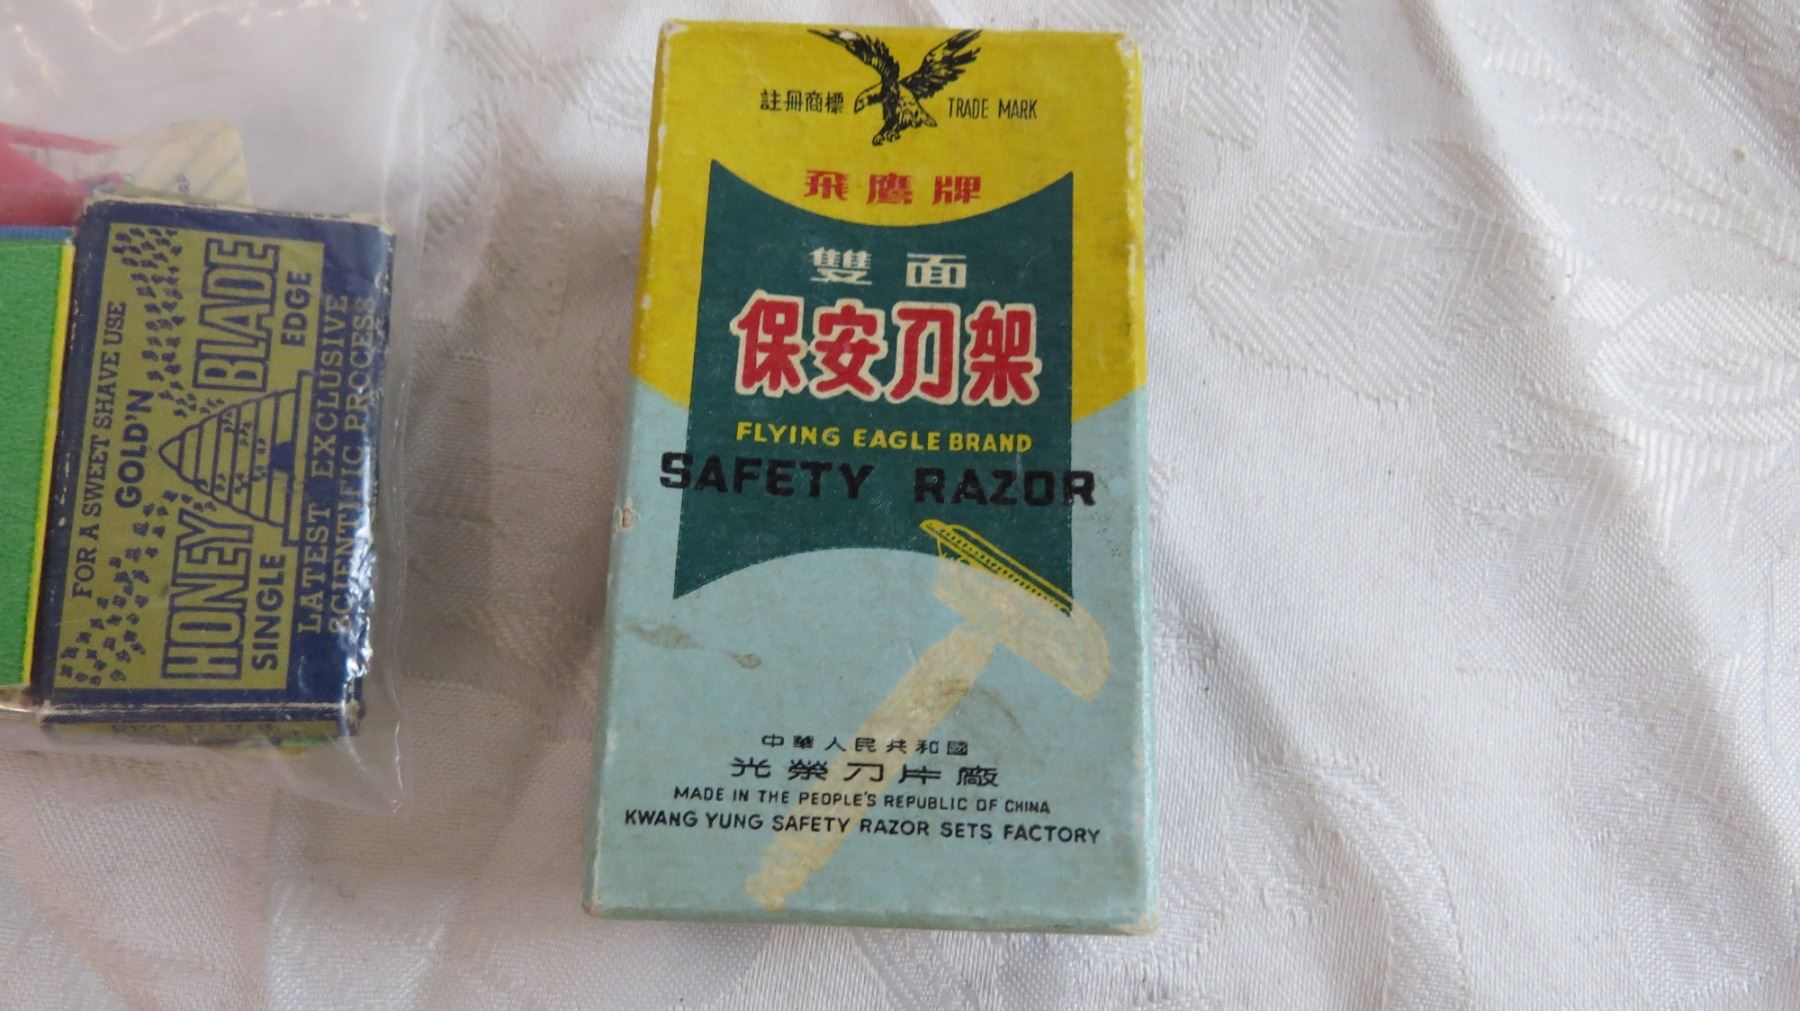 註冊商標 TRADE MARK
飛鷹牌
雙面
保安刀架
FLYING EAGLE BRAND
SAFETY RAZOR
中華人民共和國
光榮刀片廠
MADE IN THE PEOPLE'S REPUBLIC OF CHINA
KWANG YUNG SAFETY RAZOR SETS FACTORY
FOR A SWEET SHAVE USE
GOLD'N
HONEY BLADE
SINGLE EDGE
LATEST EXCLUSIVE
SCIENTIFIC PROCESS